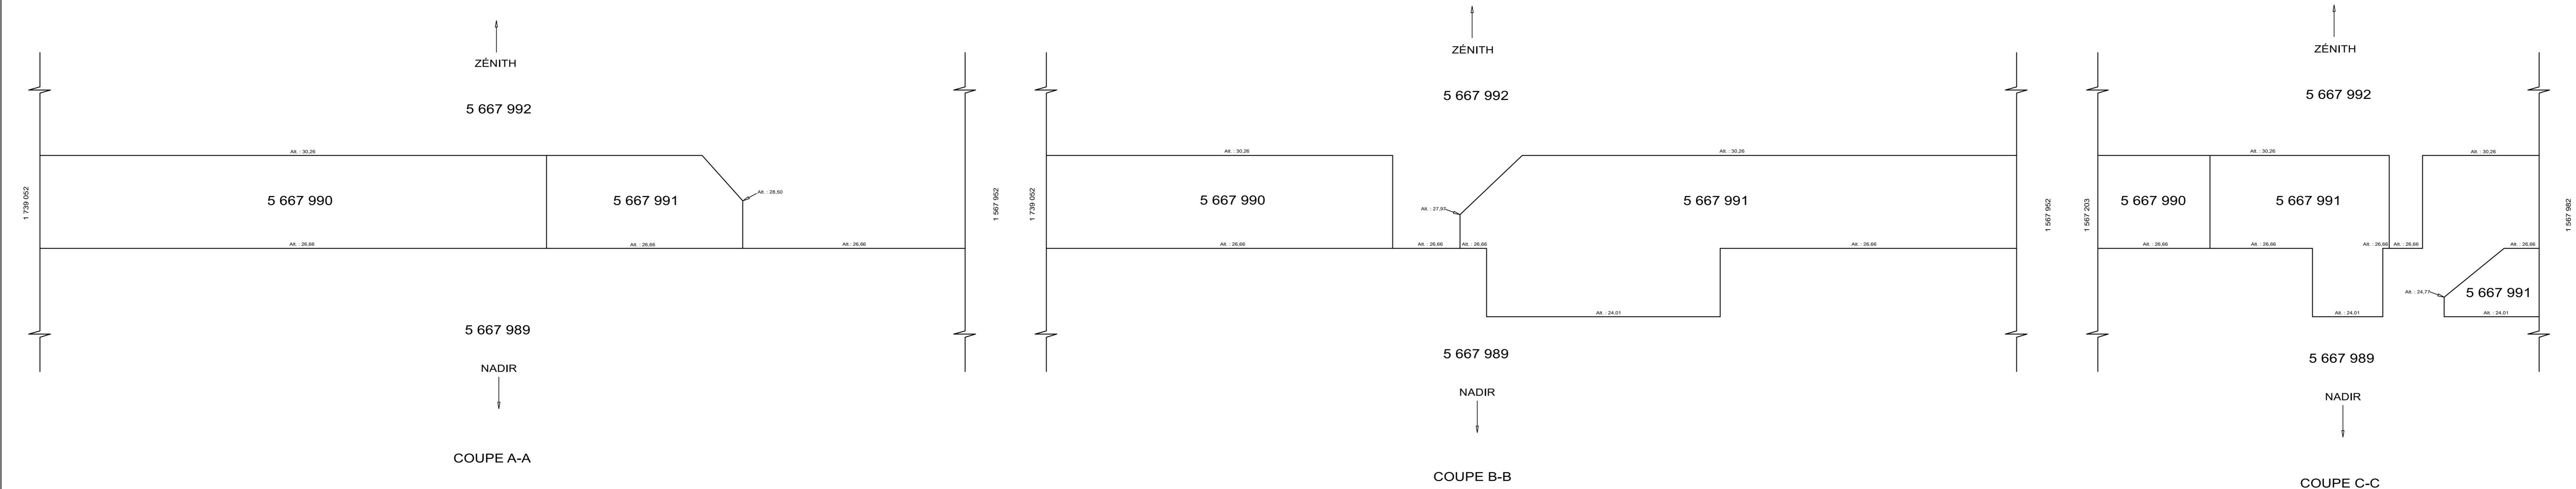 ZÉNITH
5 667 992
Alt. : 30,26
1 739 052
5 667 990
5 667 991
Alt. : 28,50
1 567 952
Alt. : 26,66
Alt. : 26,66
Alt.: 26,66
5 667 989
NADIR
COUPE A-A
ZÉNITH
5 667 992
Alt. : 30,26
Alt. : 30,26
1 739 052
5 667 990
Alt. : 27,97
5 667 991
1 567 952
Alt. : 26,66
Alt. : 26,66
Alt. : 26,66
Alt. : 26,66
Alt. : 24,01
5 667 989
NADIR
COUPE B-B
ZÉNITH
5 667 992
Alt. : 30,26
Alt. : 30,26
1 567 203
5 667 990
5 667 991
1 567 982
Alt. : 26,66
Alt. : 26,66
Alt. : 26,66
Alt. : 26,66
Alt. : 26,66
Alt. : 24,77
5 667 991
Alt. : 24,01
Alt. : 24,01
5 667 989
NADIR
COUPE C-C